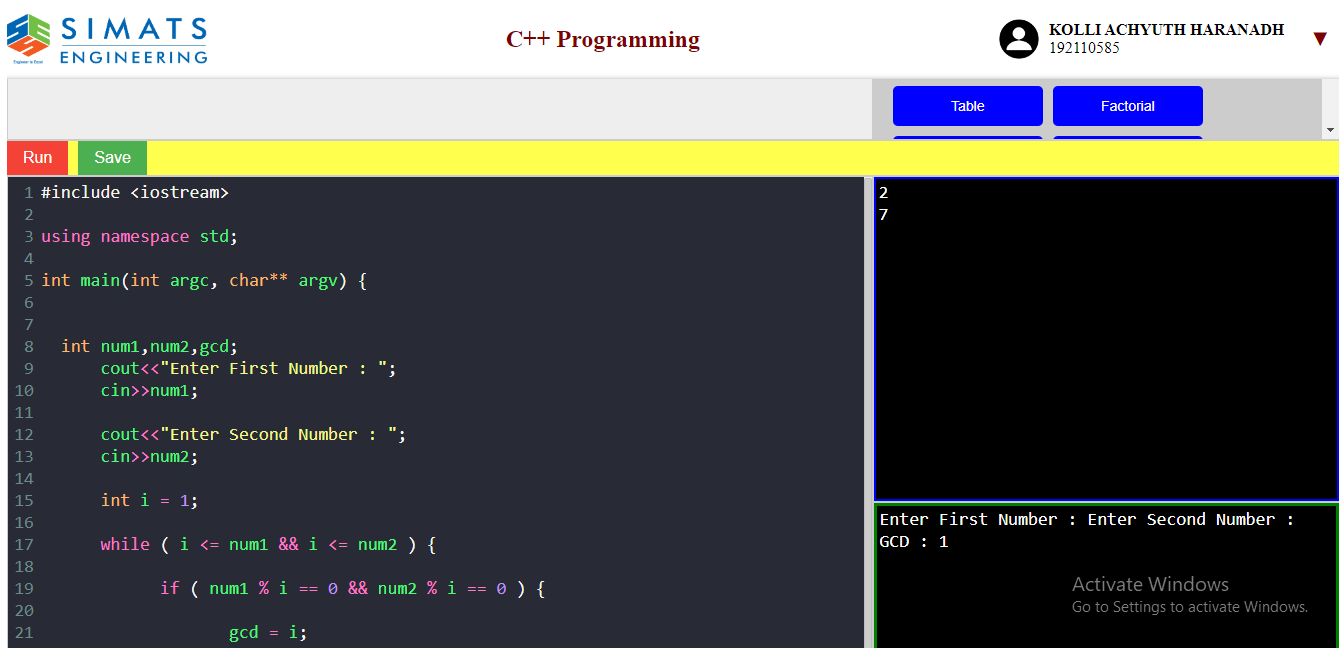 SIMATS
ENGINEERING
Engineer to Excel
C++ Programming
KOLLI ACHYUTH HARANADH
192110585
Table
Factorial
Run
Save
1 #include <iostream>
2
3 using namespace std;
4
5 int main(int argc, char** argv) {
6
7
8 int num1,num2,gcd;
9 cout<<"Enter First Number : ";
10 cin>>num1;
11
12 cout<<"Enter Second Number : ";
13 cin>>num2;
14
15 int i = 1;
16
17 while ( i <= num1 && i <= num2 ) {
18
19 if ( num1 % i == 0 && num2 % i == 0 ) {
20
21 gcd = i;
2
7
Enter First Number : Enter Second Number :
GCD : 1
Activate Windows
Go to Settings to activate Windows.